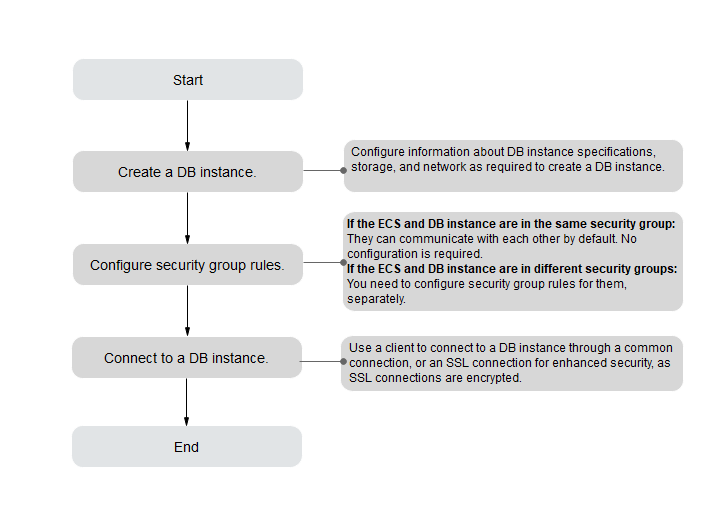 Start
Create a DB instance.
Configure information about DB instance specifications,
storage, and network as required to create a DB instance.
Configure security group rules.
If the ECS and DB instance are in the same security group:
They can communicate with each other by default. No
configuration is required.
If the ECS and DB instance are in different security groups:
You need to configure security group rules for them,
separately.
Connect to a DB instance.
Use a client to connect to a DB instance through a common
connection, or an SSL connection for enhanced security, as
SSL connections are encrypted.
End